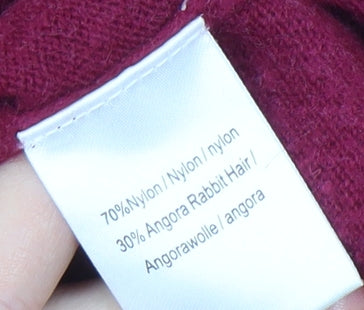 70%Nylon / Nylon / nylon
30% Angora Rabbit Hair /
Angorawolle / angora